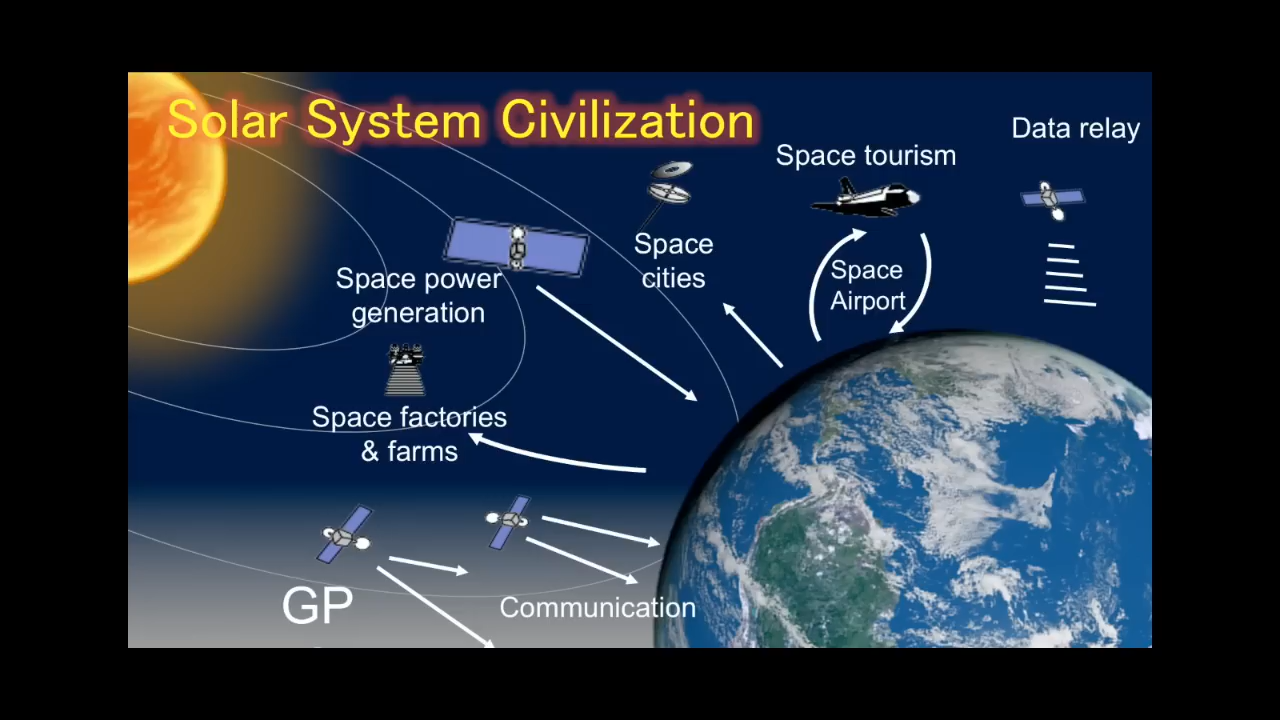 Solar System Civilization
Data relay
Space tourism
Space
cities
Space
Airport
Space power
generation
Space factories
& farms
GP
Communication